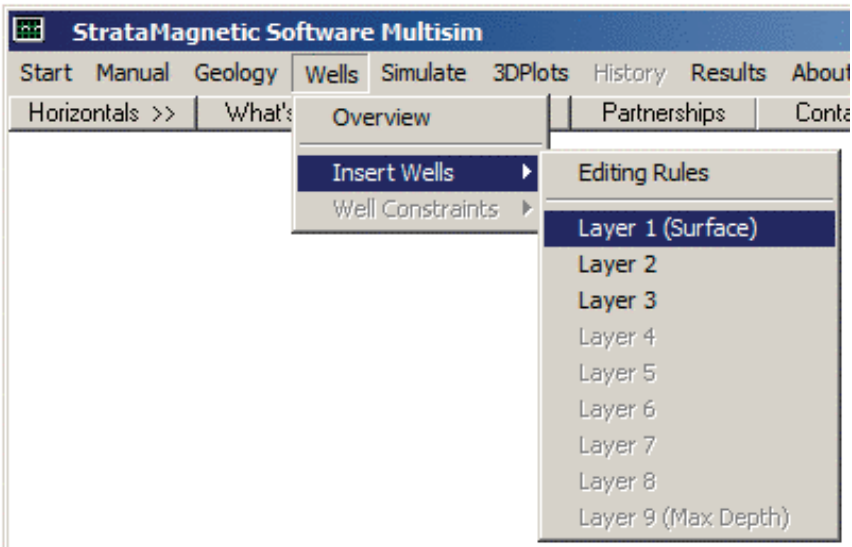 StrataMagnetic Software Multisim
Start Manual Geology Wells Simulate 3DPlots History Results About
Horizontals >> What's Partnerships Conta
Overview
Insert Wells
Well Constraints
Editing Rules
Layer 1 (Surface)
Layer 2
Layer 3
Layer 4
Layer 5
Layer 6
Layer 7
Layer 8
Layer 9 (Max Depth)